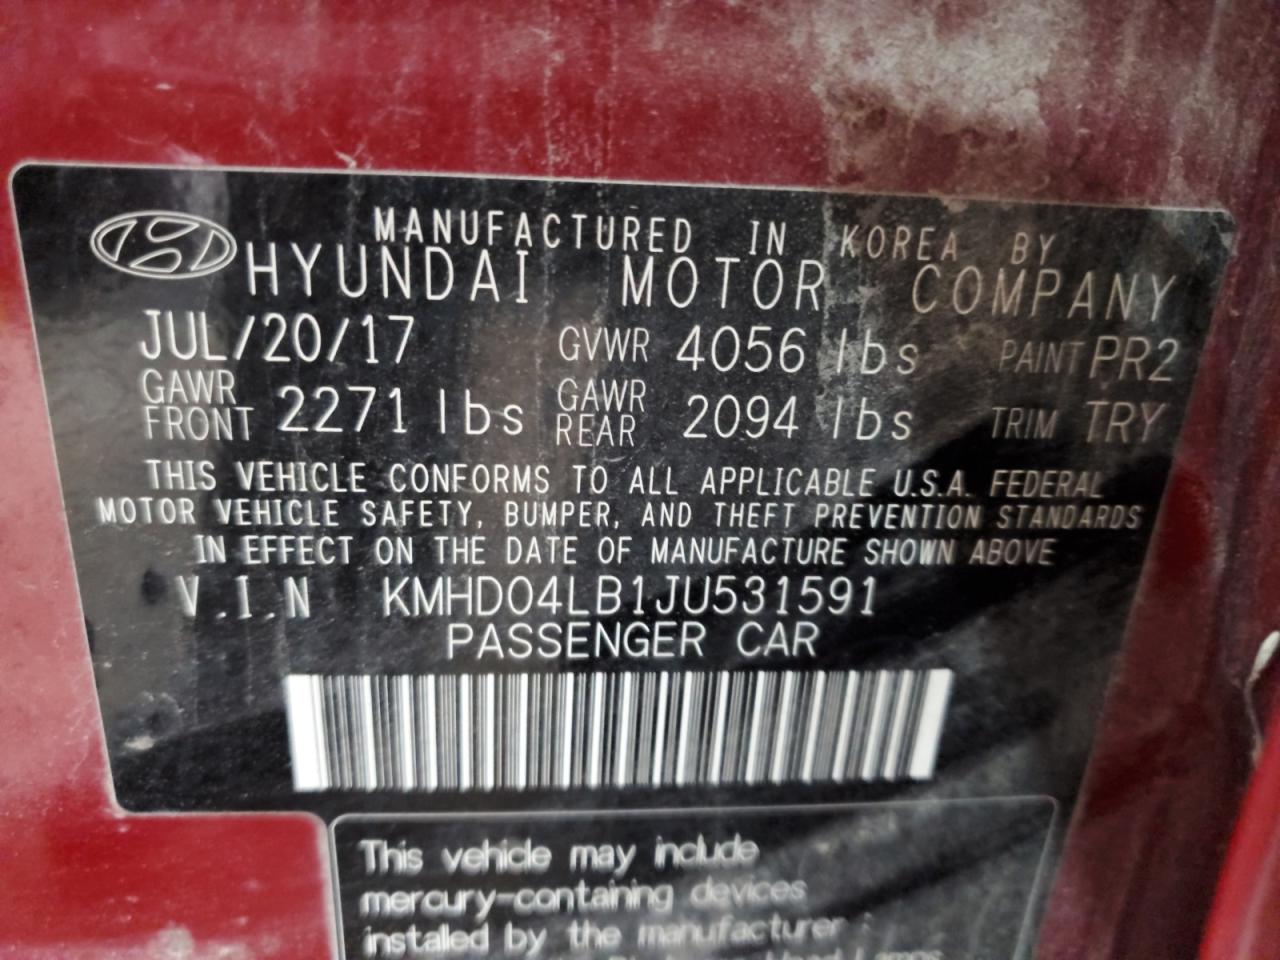 MANUFACTURED IN KOREA BY
HYUNDAI MOTOR COMPANY
JUL/20/17 GVWR 4056 lbs PAINT PR2
GAWR FRONT 2271 lbs GAWR REAR 2094 lbs TRIM TRY
THIS VEHICLE CONFORMS TO ALL APPLICABLE U.S.A. FEDERAL
MOTOR VEHICLE SAFETY, BUMPER, AND THEFT PREVENTION STANDARDS
IN EFFECT ON THE DATE OF MANUFACTURE SHOWN ABOVE
V.I.N KMHD04LB1JU531591
PASSENGER CAR
This vehicle may include
mercury-containing devices
installed by the manufacturer :